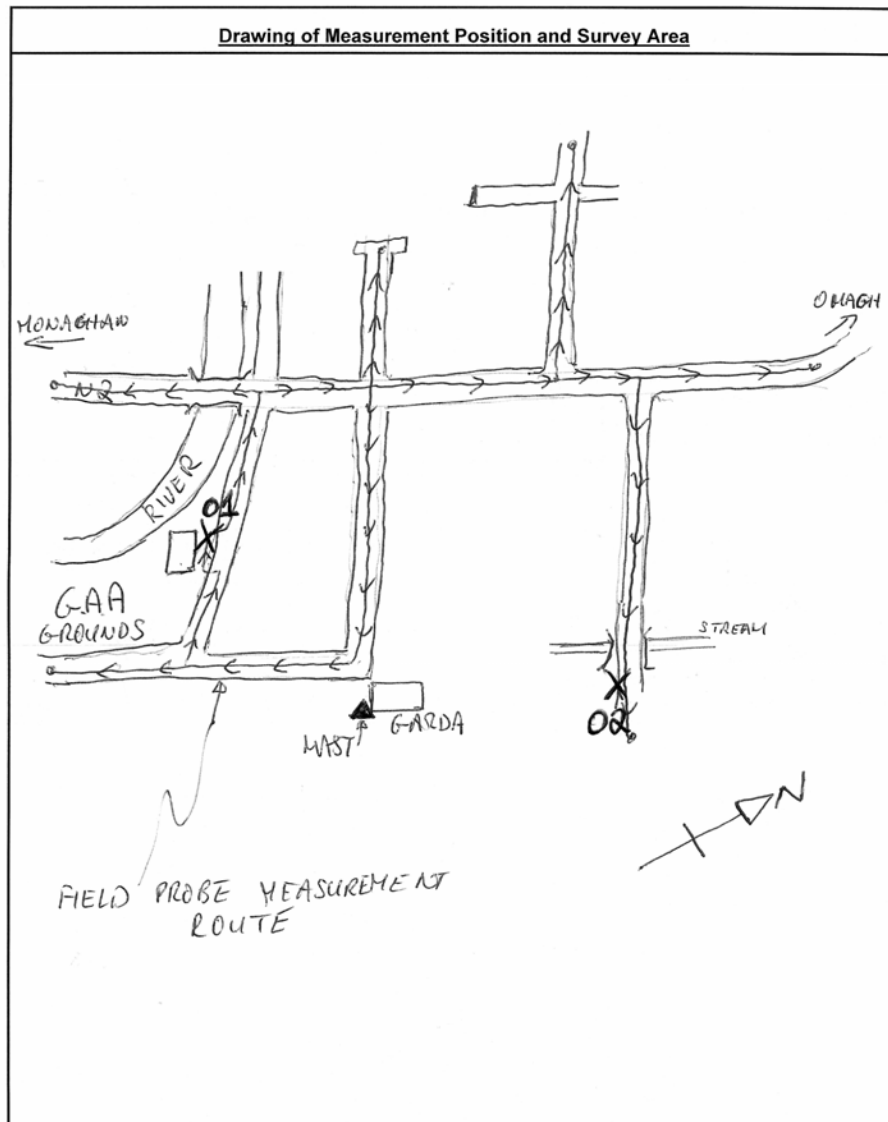 Drawing of Measurement Position and Survey Area
OMAGH
MONAGHAN
N2
RIVER
01
G.A.A
GROUNDS
STREAM
MAST
GARDA
02
N
FIELD PROBE MEASUREMENT
ROUTE